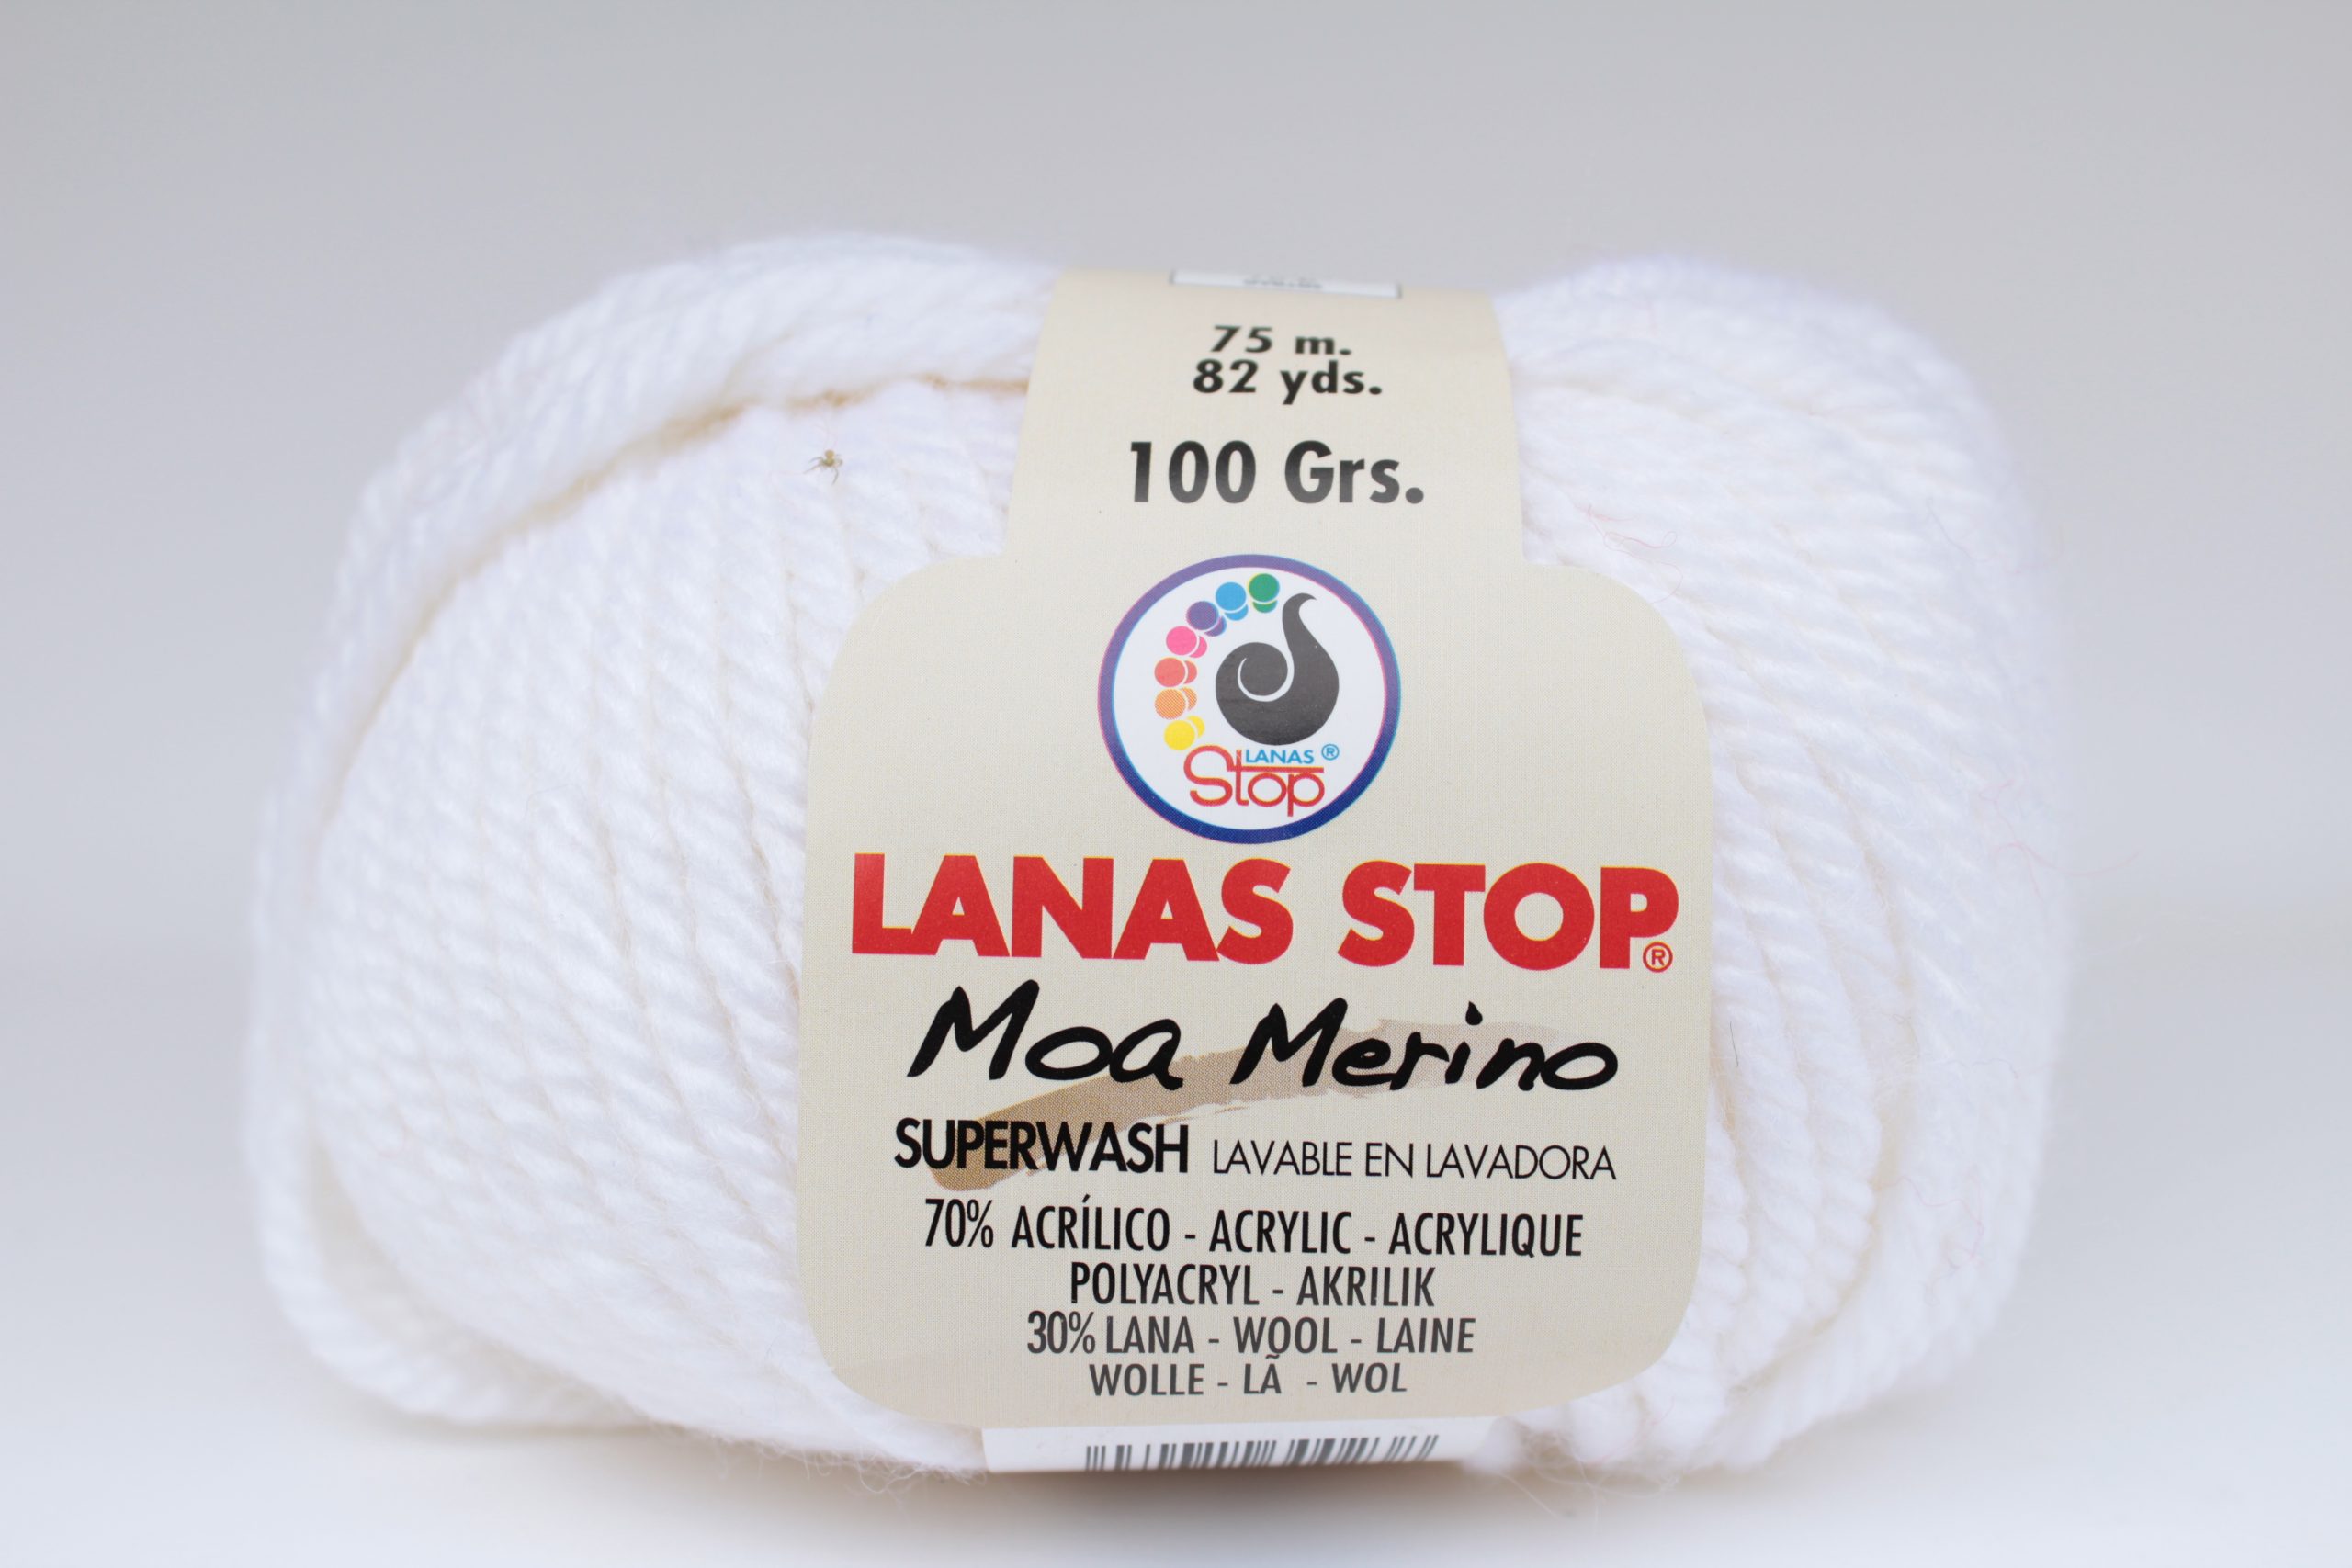 75 m.
82 yds.
100 Grs.
LANAS ®
Stop
LANAS STOP®
Moa Merino
SUPERWASH LAVABLE EN LAVADORA
70% ACRÍLICO - ACRYLIC - ACRYLIQUE
POLYACRYL - AKRILIK
30% LANA - WOOL - LAINE
WOLLE - LÃ - WOL